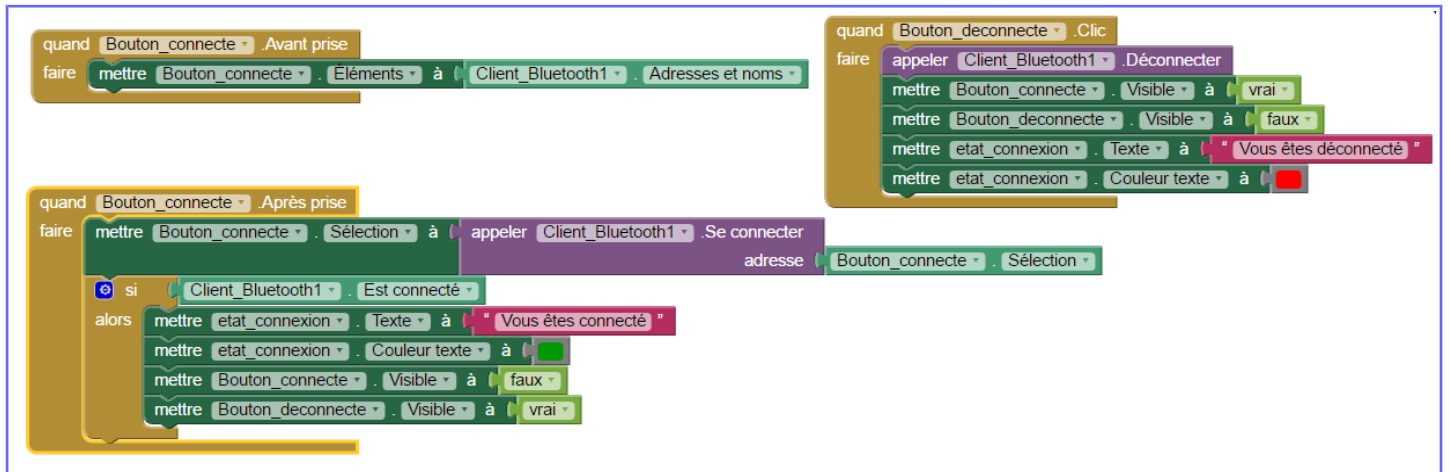 quand Bouton_connecte .Avant prise
faire mettre Bouton_connecte . Éléments à Client_Bluetooth1 . Adresses et noms
quand Bouton_deconnecte .Clic
faire appeler Client_Bluetooth1 .Déconnecter
mettre Bouton_connecte . Visible à vrai
mettre Bouton_deconnecte . Visible à faux
mettre etat_connexion . Texte à " Vous êtes déconnecté "
mettre etat_connexion . Couleur texte à
quand Bouton_connecte .Après prise
faire mettre Bouton_connecte . Sélection à appeler Client_Bluetooth1 .Se connecter
adresse Bouton_connecte . Sélection
si Client_Bluetooth1 . Est connecté
alors mettre etat_connexion . Texte à " Vous êtes connecté "
mettre etat_connexion . Couleur texte à
mettre Bouton_connecte . Visible à faux
mettre Bouton_deconnecte . Visible à vrai